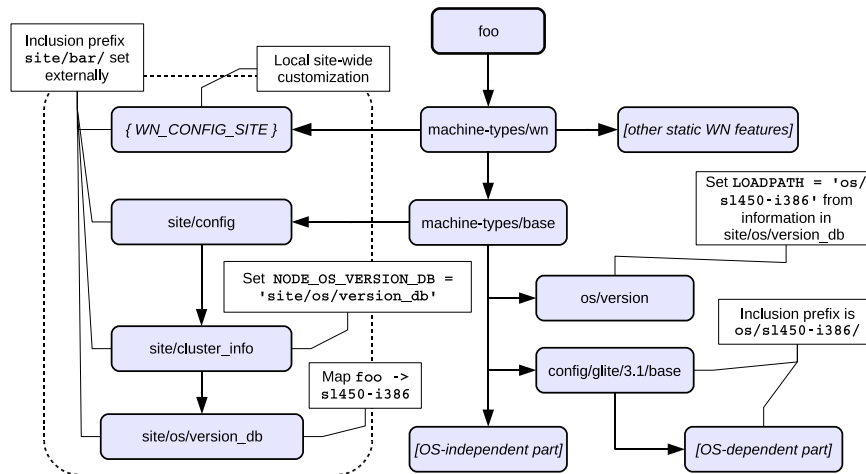 Inclusion prefix
site/bar/ set
externally
Local site-wide
customization
foo
{ WN_CONFIG_SITE }
machine-types/wn
[other static WN features]
Set LOADPATH = 'os/
sl450-i386' from
information in
site/os/version_db
site/config
machine-types/base
Set NODE_OS_VERSION_DB =
'site/os/version_db'
os/version
Inclusion prefix is
os/sl450-i386/
site/cluster_info
config/glite/3.1/base
Map foo ->
sl450-i386
site/os/version_db
[OS-independent part]
[OS-dependent part]